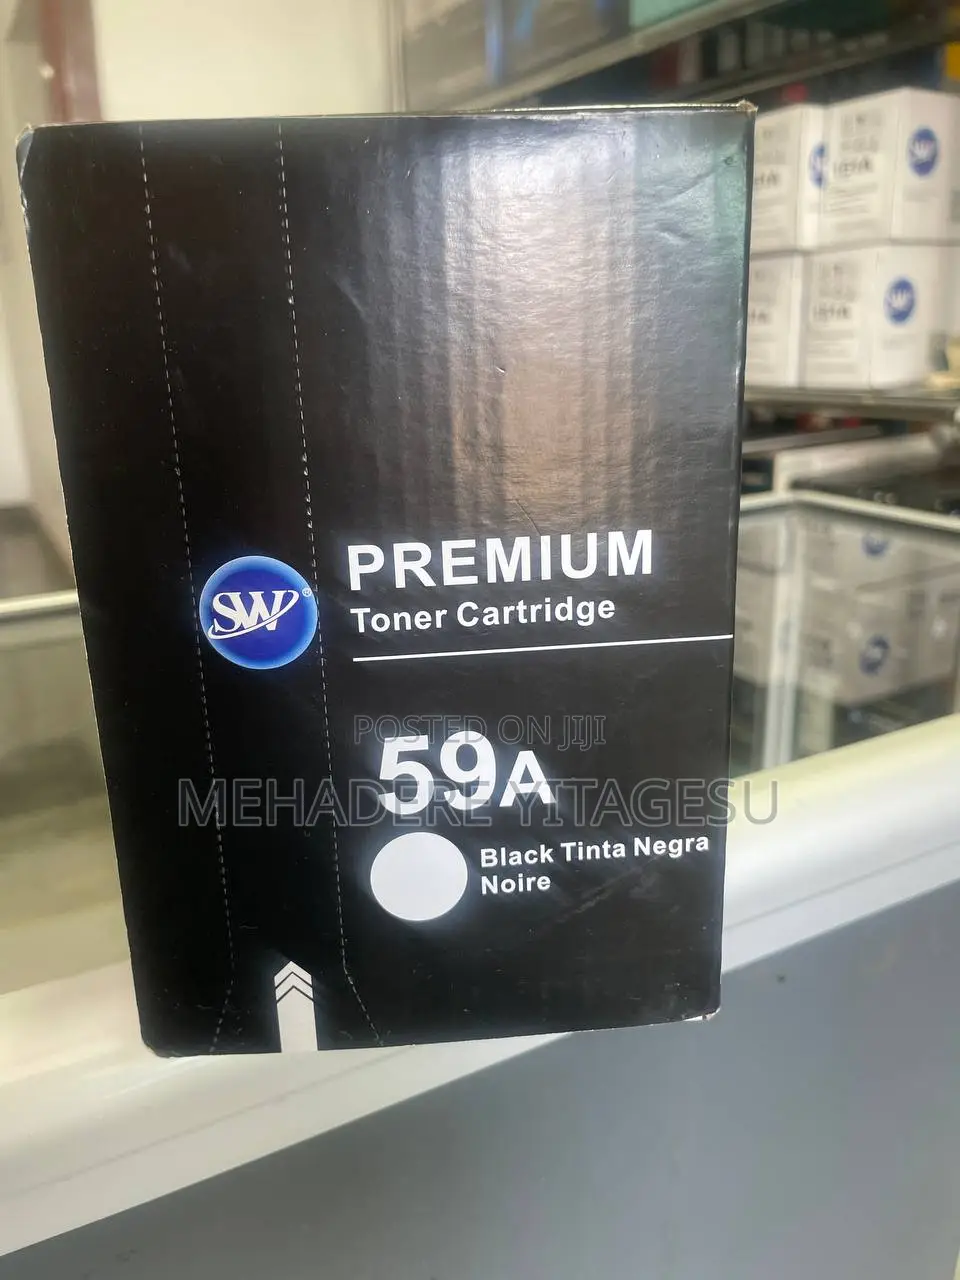 SW®
PREMIUM
Toner Cartridge
POSTED ON JIJI
59A
MEHADERE YITAGESU
Black Tinta Negra
Noire